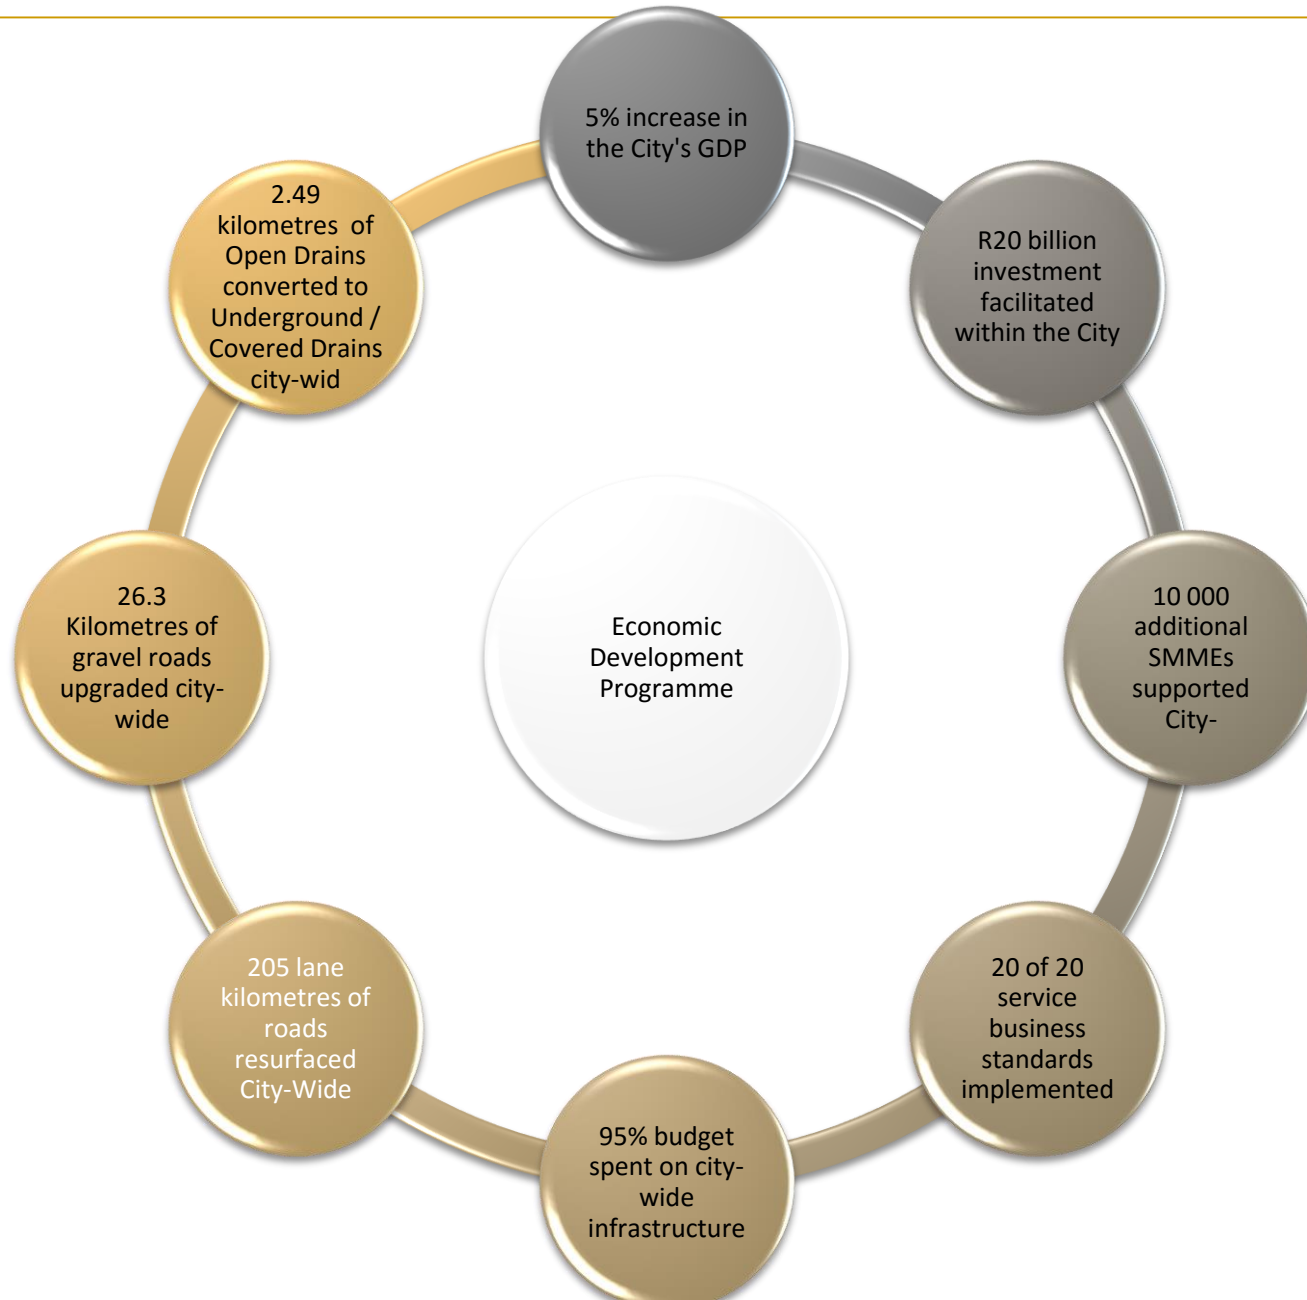 5% increase in
the City's GDP
R20 billion
investment
facilitated
within the City
10 000
additional
SMMEs
supported
City-
20 of 20
service
business
standards
implemented
95% budget
spent on city-
wide
infrastructure
205 lane
kilometres of
roads
resurfaced
City-Wide
26.3
Kilometres of
gravel roads
upgraded city-
wide
2.49
kilometres  of
Open Drains
converted to
Underground /
Covered Drains
city-wid
Economic
Development
Programme